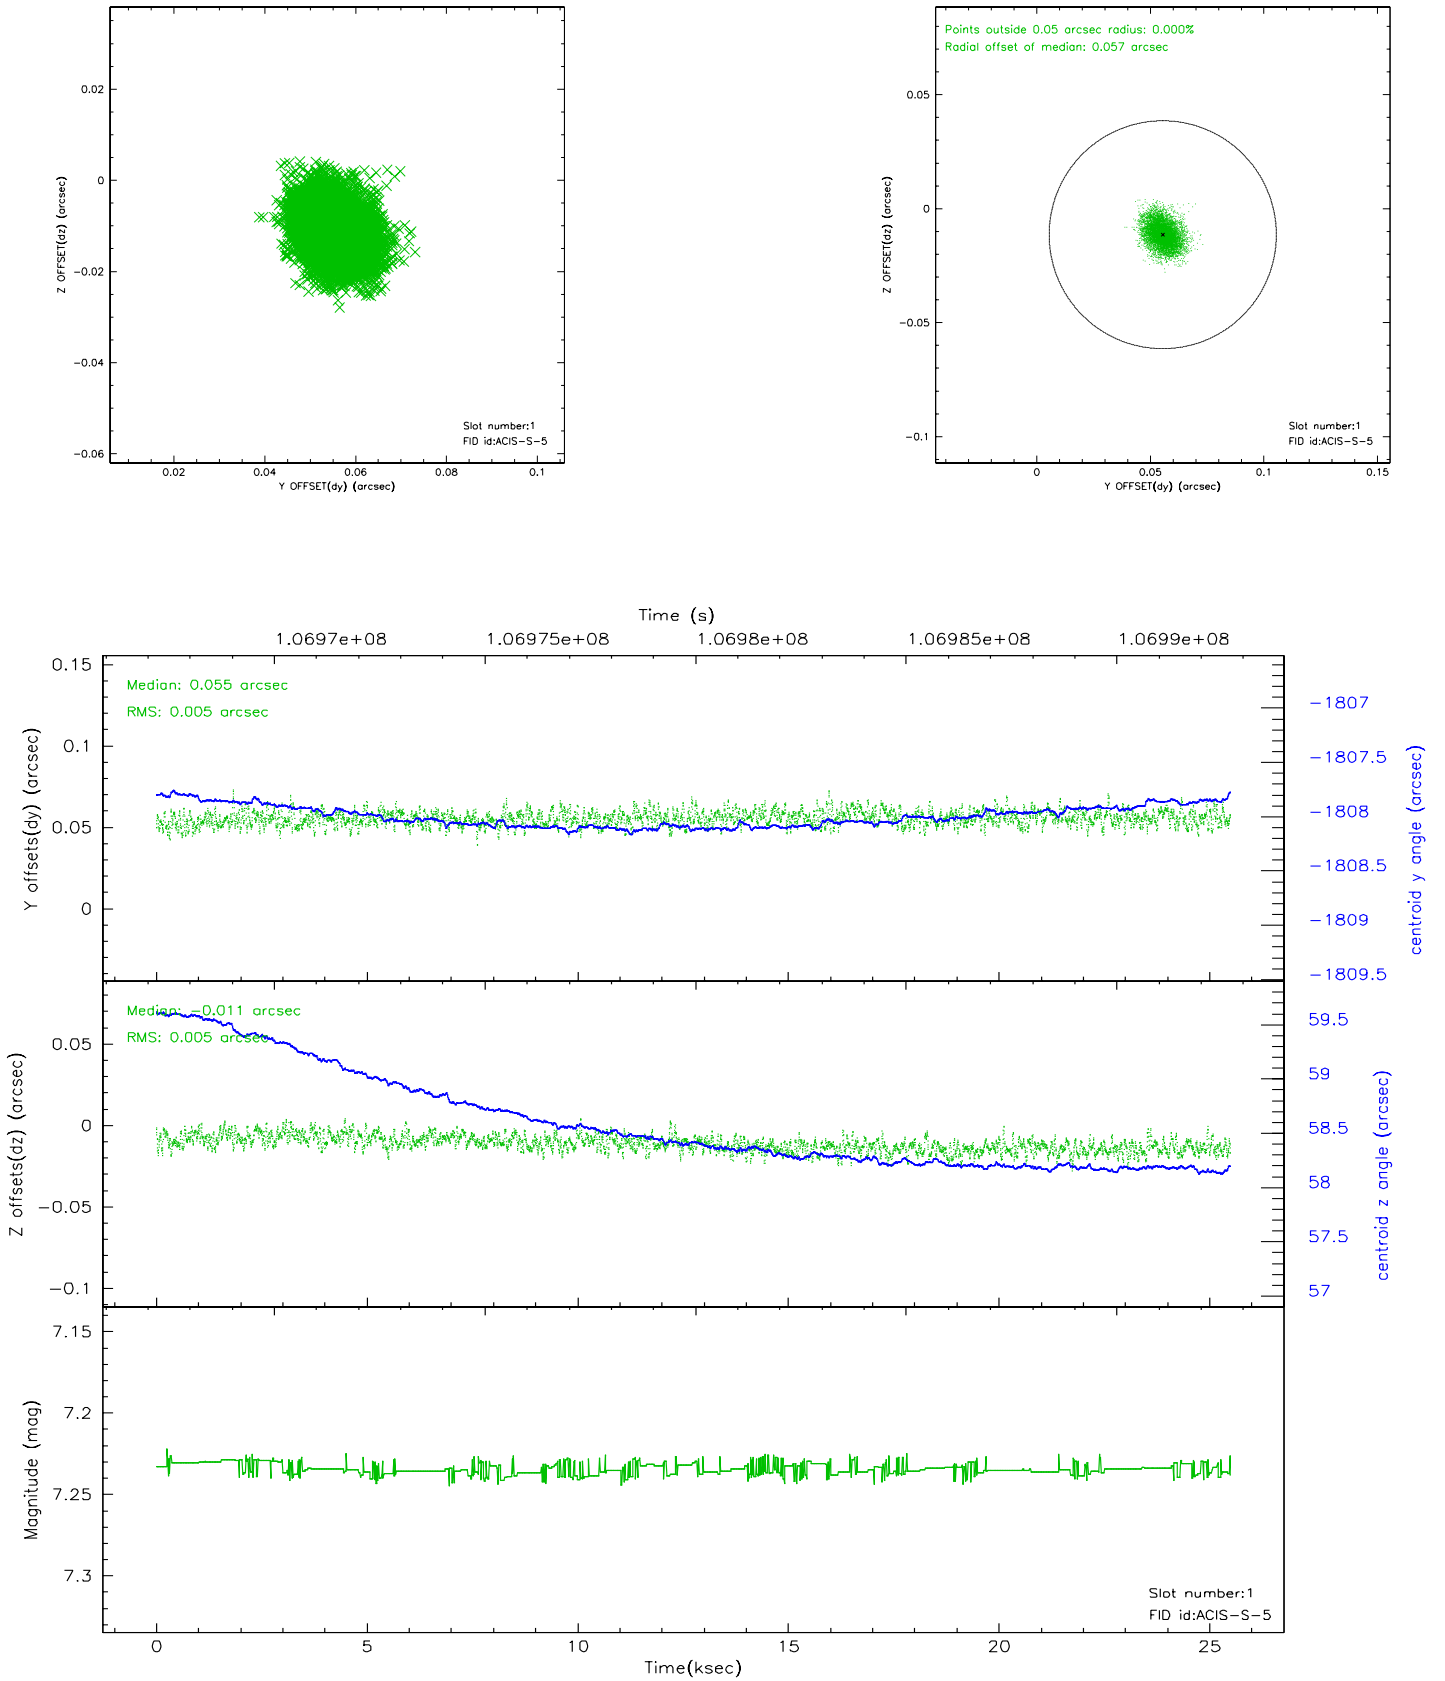 0.02
0
−0.02
−0.04
−0.06
Z OFFSET(dz) (arcsec)
Slot number:1
FID id:ACIS−S−5
0.02 0.04 0.06 0.08 0.1
Y OFFSET(dy) (arcsec)
Points outside 0.05 arcsec radius: 0.000%
Radial offset of median: 0.057 arcsec
0.05
0
−0.05
−0.1
Z OFFSET(dz) (arcsec)
Slot number:1
FID id:ACIS−S−5
0 0.05 0.1 0.15
Y OFFSET(dy) (arcsec)
Time (s)
1.0697e+08 1.06975e+08 1.0698e+08 1.06985e+08 1.0699e+08
Median: 0.055 arcsec
RMS: 0.005 arcsec
0.15
0.1
0.05
0
Y offsets(dy) (arcsec)
−1807
−1807.5
−1808
−1808.5
−1809
−1809.5
centroid y angle (arcsec)
Median: −0.011 arcsec
RMS: 0.005 arcsec
0.05
0
−0.05
−0.1
Z offsets(dz) (arcsec)
59.5
59
58.5
58
57.5
57
centroid z angle (arcsec)
7.15
7.2
7.25
7.3
Magnitude (mag)
Slot number:1
FID id:ACIS−S−5
0 5 10 15 20 25
Time(ksec)